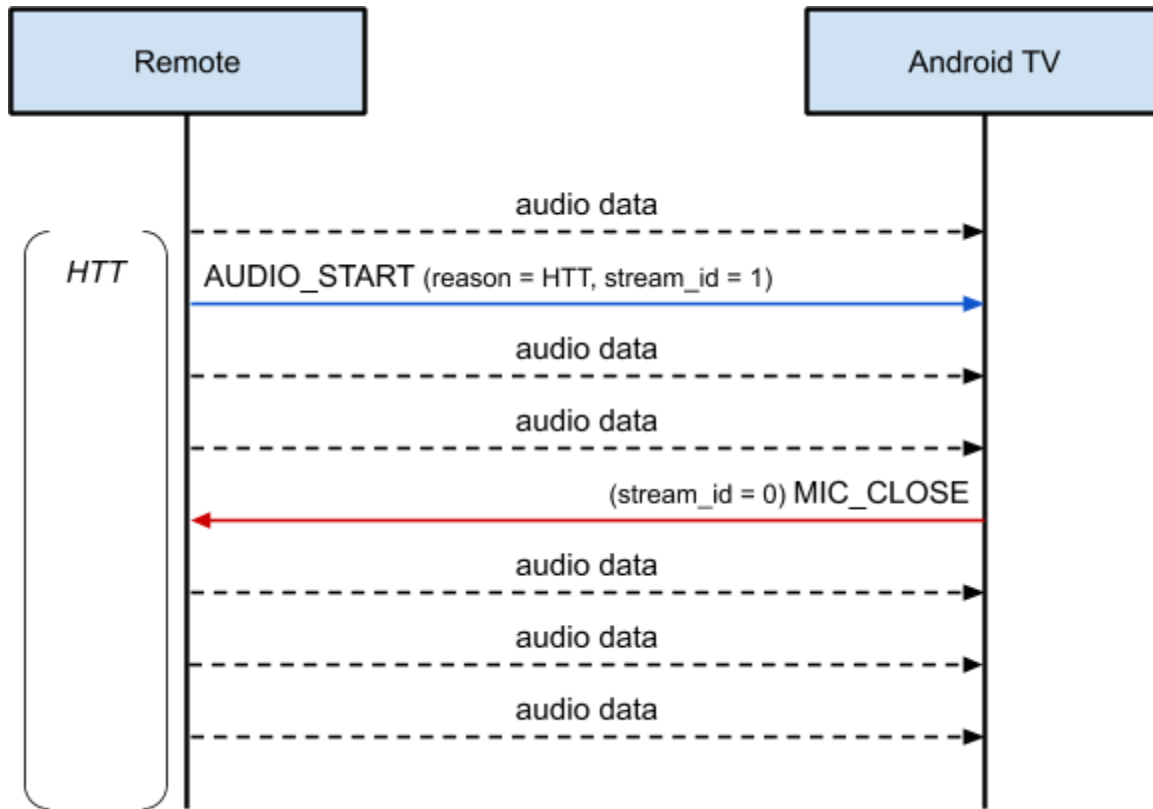 Remote
Android TV
audio data
HTT
AUDIO_START (reason = HTT, stream_id = 1)
audio data
audio data
(stream_id = 0) MIC_CLOSE
audio data
audio data
audio data